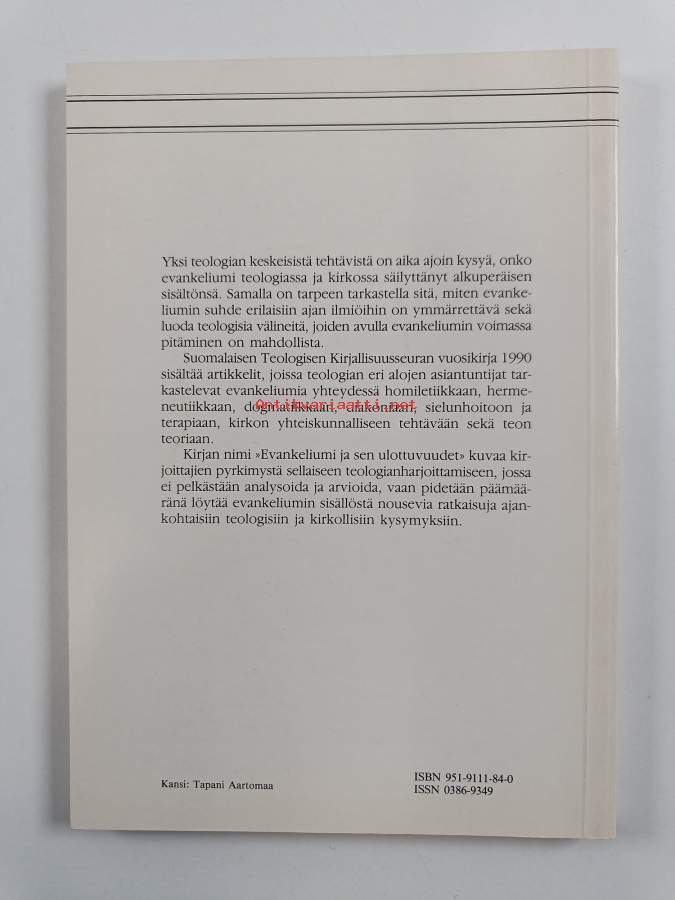 Yksi teologian keskeisistä tehtävistä on aika ajoin kysyä, onko
evankeliumi teologiassa ja kirkossa säilyttänyt alkuperäisen
sisältönsä. Samalla on tarpeen tarkastella sitä, miten evanke-
liumin suhde erilaisiin ajan ilmiöihin on ymmärrettävä sekä
luoda teologisia välineitä, joiden avulla evankeliumin voimassa
pitäminen on mahdollista.
Suomalaisen Teologisen Kirjallisuusseuran vuosikirja 1990
sisältää artikkelit, joissa teologian eri alojen asiantuntijat tar-
kastelevat evankeliumia yhteydessä homiletiikkaan, herme-
neutiikkaan, dogmatiikkaan, diakoniaan, sielunhoitoon ja
Antikvariaatti.net
terapiaan, kirkon yhteiskunnalliseen tehtävään sekä teon
teoriaan.
Kirjan nimi »Evankeliumi ja sen ulottuvuudet» kuvaa kir-
joittajien pyrkimystä sellaiseen teologianharjoittamiseen, jossa
ei pelkästään analysoida ja arvioida, vaan pidetään päämää-
ränä löytää evankeliumin sisällöstä nousevia ratkaisuja ajan-
kohtaisiin teologisiin ja kirkollisiin kysymyksiin.
Kansi: Tapani Aartomaa
ISBN 951-9111-84-0
ISSN 0386-9349